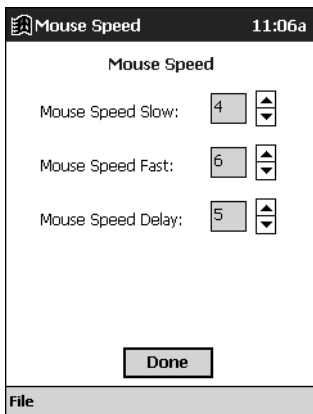 Mouse Speed 11:06a
Mouse Speed
Mouse Speed Slow: 4
Mouse Speed Fast: 6
Mouse Speed Delay: 5
Done
File